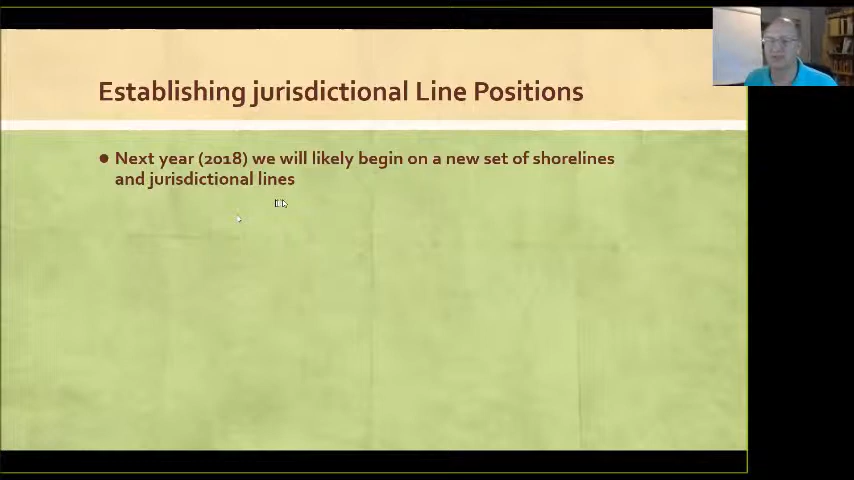 Establishing jurisdictional Line Positions
• Next year (2018) we will likely begin on a new set of shorelines
and jurisdictional lines